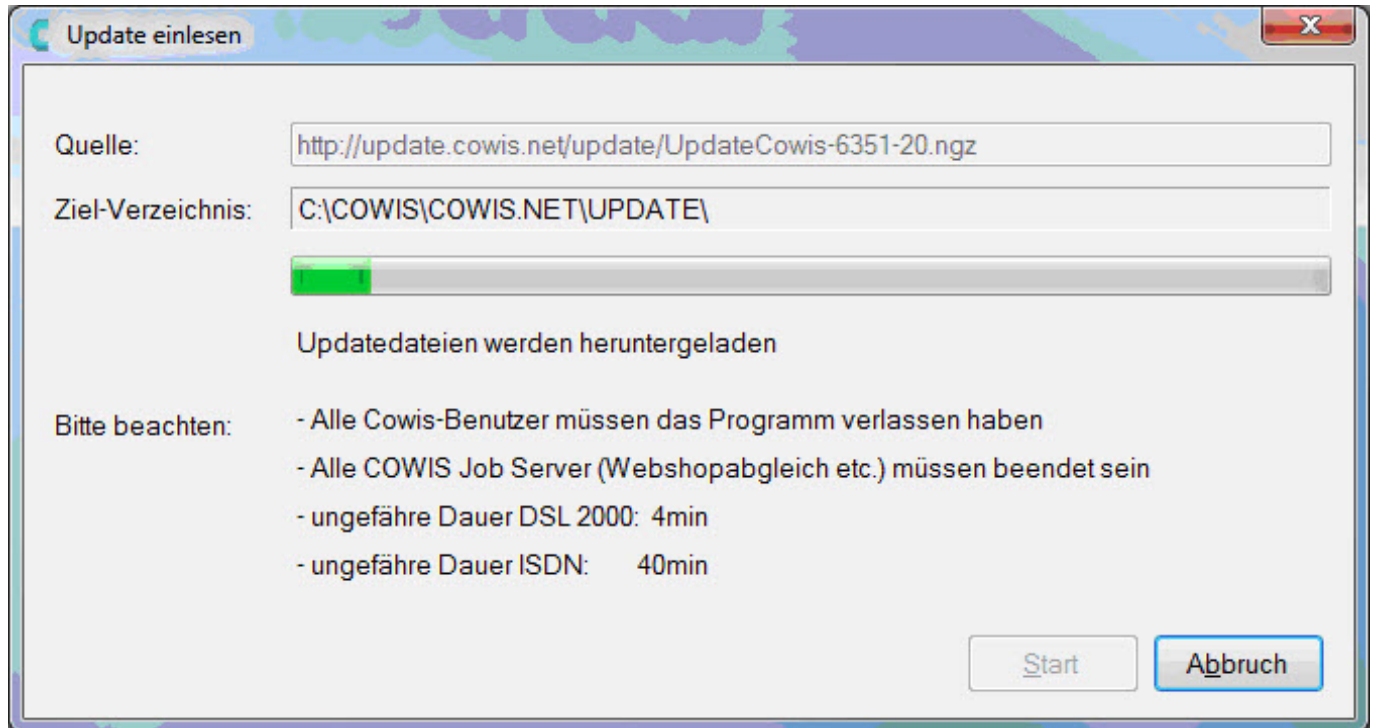 Update einlesen
Quelle: http://update.cowis.net/update/UpdateCowis-6351-20.ngz
Ziel-Verzeichnis: C:\COWIS\COWIS.NET\UPDATE\
Updatedateien werden heruntergeladen
Bitte beachten: - Alle Cowis-Benutzer müssen das Programm verlassen haben
- Alle COWIS Job Server (Webshopabgleich etc.) müssen beendet sein
- ungefähre Dauer DSL 2000: 4min
- ungefähre Dauer ISDN: 40min
Start Abbruch